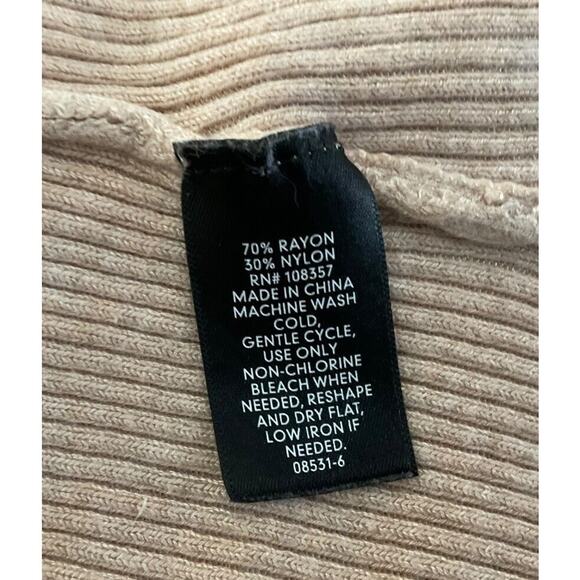 70% RAYON
30% NYLON
RN# 108357
MADE IN CHINA
MACHINE WASH
COLD,
GENTLE CYCLE,
USE ONLY
NON-CHLORINE
BLEACH WHEN
NEEDED, RESHAPE
AND DRY FLAT,
LOW IRON IF
NEEDED.
08531-6